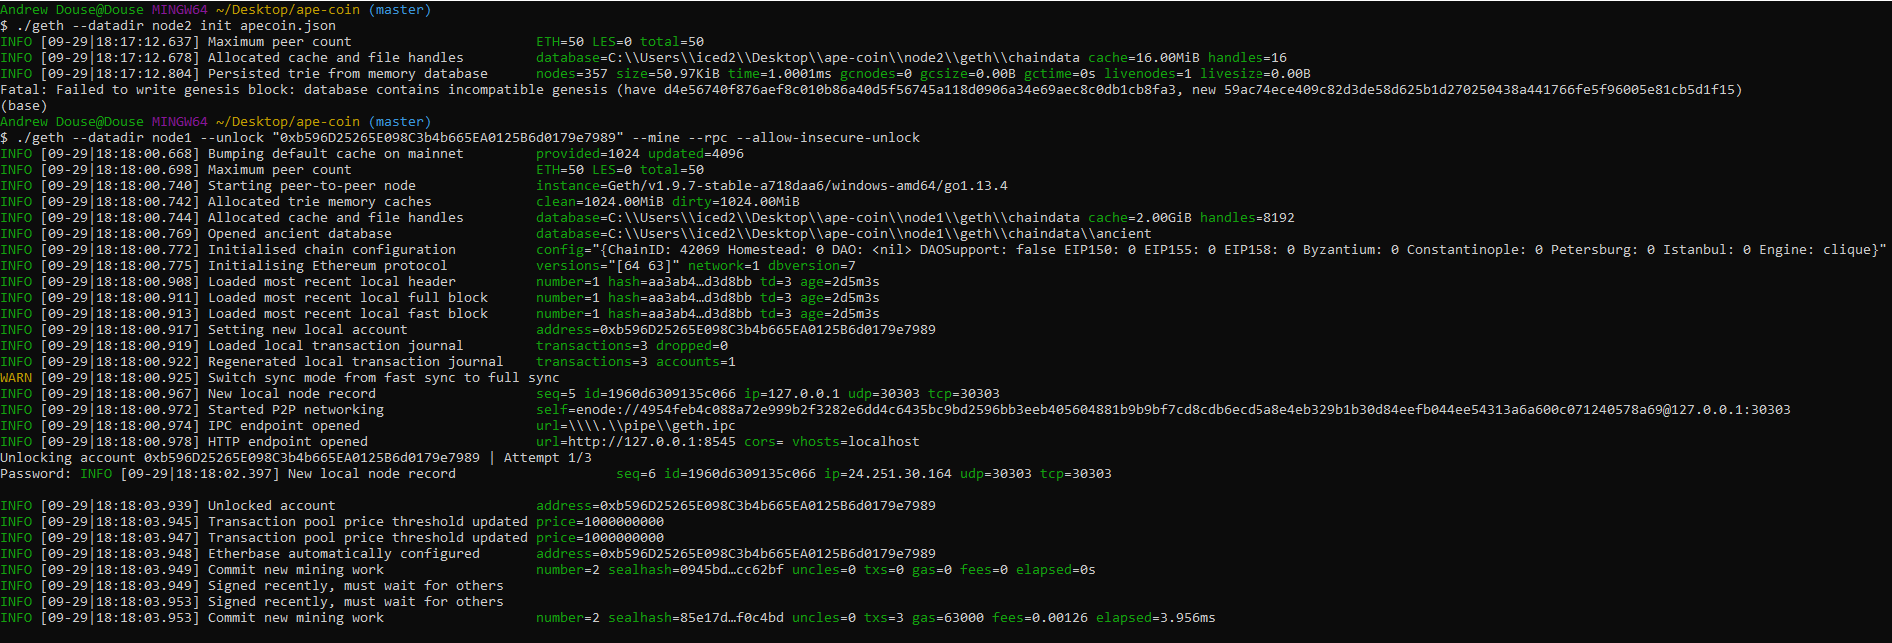 Andrew Douse@Douse MINGW64 ~/Desktop/ape-coin (master)
$ ./geth --datadir node2 init apecoin.json
INFO [09-29|18:17:12.637] Maximum peer count ETH=50 LES=0 total=50
INFO [09-29|18:17:12.678] Allocated cache and file handles database=C:\\Users\\iced2\\Desktop\\ape-coin\\node2\\geth\\chaindata cache=16.00MiB handles=16
INFO [09-29|18:17:12.804] Persisted trie from memory database nodes=357 size=50.97KiB time=1.0001ms gcnodes=0 gcsize=0.00B gctime=0s livenodes=1 livesize=0.00B
Fatal: Failed to write genesis block: database contains incompatible genesis (have d4e56740f876aef8c010b86a40d5f56745a118d0906a34e69aec8c0db1cb8fa3, new 59ac74ece409c82d3de58d625b1d270250438a441766fe5f96005e81cb5d1f15)
(base)
Andrew Douse@Douse MINGW64 ~/Desktop/ape-coin (master)
$ ./geth --datadir node1 --unlock "0xb596D25265E098C3b4b665EA0125B6d0179e7989" --mine --rpc --allow-insecure-unlock
INFO [09-29|18:18:00.668] Bumping default cache on mainnet provided=1024 updated=4096
INFO [09-29|18:18:00.698] Maximum peer count ETH=50 LES=0 total=50
INFO [09-29|18:18:00.740] Starting peer-to-peer node instance=Geth/v1.9.7-stable-a718daa6/windows-amd64/go1.13.4
INFO [09-29|18:18:00.742] Allocated trie memory caches clean=1024.00MiB dirty=1024.00MiB
INFO [09-29|18:18:00.744] Allocated cache and file handles database=C:\\Users\\iced2\\Desktop\\ape-coin\\node1\\geth\\chaindata cache=2.00GiB handles=8192
INFO [09-29|18:18:00.769] Opened ancient database database=C:\\Users\\iced2\\Desktop\\ape-coin\\node1\\geth\\chaindata\\ancient
INFO [09-29|18:18:00.772] Initialised chain configuration config="{ChainID: 42069 Homestead: 0 DAO: <nil> DAOSupport: false EIP150: 0 EIP155: 0 EIP158: 0 Byzantium: 0 Constantinople: 0 Petersburg: 0 Istanbul: 0 Engine: clique}"
INFO [09-29|18:18:00.775] Initialising Ethereum protocol versions="[64 63]" network=1 dbversion=7
INFO [09-29|18:18:00.908] Loaded most recent local header number=1 hash=aa3ab4…d3d8bb td=3 age=2d5m3s
INFO [09-29|18:18:00.911] Loaded most recent local full block number=1 hash=aa3ab4…d3d8bb td=3 age=2d5m3s
INFO [09-29|18:18:00.913] Loaded most recent local fast block number=1 hash=aa3ab4…d3d8bb td=3 age=2d5m3s
INFO [09-29|18:18:00.917] Setting new local account address=0xb596D25265E098C3b4b665EA0125B6d0179e7989
INFO [09-29|18:18:00.919] Loaded local transaction journal transactions=3 dropped=0
INFO [09-29|18:18:00.922] Regenerated local transaction journal transactions=3 accounts=1
WARN [09-29|18:18:00.925] Switch sync mode from fast sync to full sync
INFO [09-29|18:18:00.967] New local node record seq=5 id=1960d6309135c066 ip=127.0.0.1 udp=30303 tcp=30303
INFO [09-29|18:18:00.972] Started P2P networking self=enode://4954feb4c088a72e999b2f3282e6dd4c6435bc9bd2596bb3eeb405604881b9b9bf7cd8cdb6ecd5a8e4eb329b1b30d84eefb044ee54313a6a600c071240578a69@127.0.0.1:30303
INFO [09-29|18:18:00.974] IPC endpoint opened url=\\\\.\\pipe\\geth.ipc
INFO [09-29|18:18:00.978] HTTP endpoint opened url=http://127.0.0.1:8545 cors= vhosts=localhost
Unlocking account 0xb596D25265E098C3b4b665EA0125B6d0179e7989 | Attempt 1/3
Password: INFO [09-29|18:18:02.397] New local node record seq=6 id=1960d6309135c066 ip=24.251.30.164 udp=30303 tcp=30303
INFO [09-29|18:18:03.939] Unlocked account address=0xb596D25265E098C3b4b665EA0125B6d0179e7989
INFO [09-29|18:18:03.945] Transaction pool price threshold updated price=1000000000
INFO [09-29|18:18:03.947] Transaction pool price threshold updated price=1000000000
INFO [09-29|18:18:03.948] Etherbase automatically configured address=0xb596D25265E098C3b4b665EA0125B6d0179e7989
INFO [09-29|18:18:03.949] Commit new mining work number=2 sealhash=0945bd…cc62bf uncles=0 txs=0 gas=0 fees=0 elapsed=0s
INFO [09-29|18:18:03.949] Signed recently, must wait for others
INFO [09-29|18:18:03.953] Signed recently, must wait for others
INFO [09-29|18:18:03.953] Commit new mining work number=2 sealhash=85e17d…f0c4bd uncles=0 txs=3 gas=63000 fees=0.00126 elapsed=3.956ms